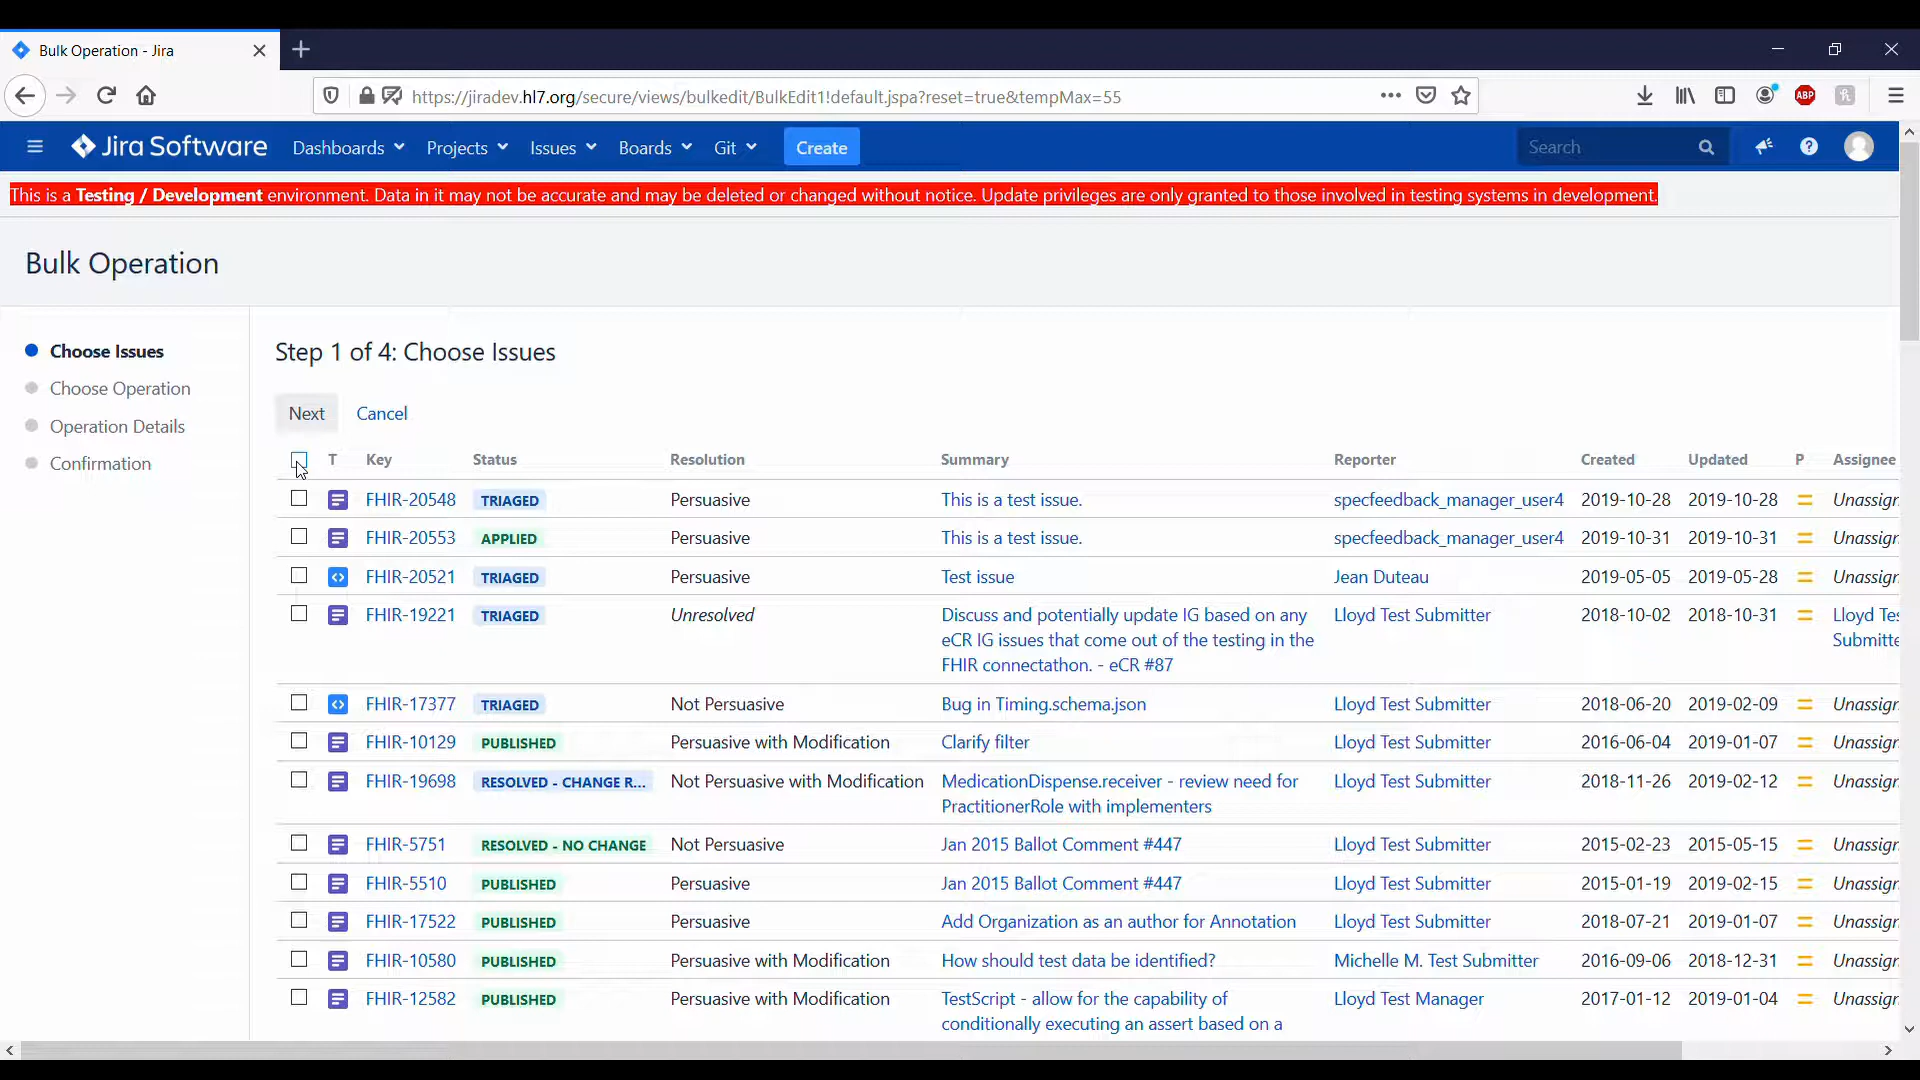 Bulk Operation - Jira
https://jiradev.hl7.org/secure/views/bulkedit/BulkEdit1!default.jspa?reset=true&tempMax=55
ABP
Jira Software Dashboards Projects Issues Boards Git Create Search
This is a Testing / Development environment. Data in it may not be accurate and may be deleted or changed without notice. Update privileges are only granted to those involved in testing systems in development.
Bulk Operation
Choose Issues
Choose Operation
Operation Details
Confirmation
Step 1 of 4: Choose Issues
Next Cancel
T Key Status Resolution Summary Reporter Created Updated P Assignee
FHIR-20548 TRIAGED Persuasive This is a test issue. specfeedback_manager_user4 2019-10-28 2019-10-28 Unassign
FHIR-20553 APPLIED Persuasive This is a test issue. specfeedback_manager_user4 2019-10-31 2019-10-31 Unassign
FHIR-20521 TRIAGED Persuasive Test issue Jean Duteau 2019-05-05 2019-05-28 Unassign
FHIR-19221 TRIAGED Unresolved Discuss and potentially update IG based on any Lloyd Test Submitter 2018-10-02 2018-10-31 Lloyd Tes
eCR IG issues that come out of the testing in the Submitte
FHIR connectathon. - eCR #87
FHIR-17377 TRIAGED Not Persuasive Bug in Timing.schema.json Lloyd Test Submitter 2018-06-20 2019-02-09 Unassign
FHIR-10129 PUBLISHED Persuasive with Modification Clarify filter Lloyd Test Submitter 2016-06-04 2019-01-07 Unassign
FHIR-19698 RESOLVED - CHANGE R... Not Persuasive with Modification MedicationDispense.receiver - review need for Lloyd Test Submitter 2018-11-26 2019-02-12 Unassign
PractitionerRole with implementers
FHIR-5751 RESOLVED - NO CHANGE Not Persuasive Jan 2015 Ballot Comment #447 Lloyd Test Submitter 2015-02-23 2015-05-15 Unassign
FHIR-5510 PUBLISHED Persuasive Jan 2015 Ballot Comment #447 Lloyd Test Submitter 2015-01-19 2019-02-15 Unassign
FHIR-17522 PUBLISHED Persuasive Add Organization as an author for Annotation Lloyd Test Submitter 2018-07-21 2019-01-07 Unassign
FHIR-10580 PUBLISHED Persuasive with Modification How should test data be identified? Michelle M. Test Submitter 2016-09-06 2018-12-31 Unassign
FHIR-12582 PUBLISHED Persuasive with Modification TestScript - allow for the capability of Lloyd Test Manager 2017-01-12 2019-01-04 Unassign
conditionally executing an assert based on a